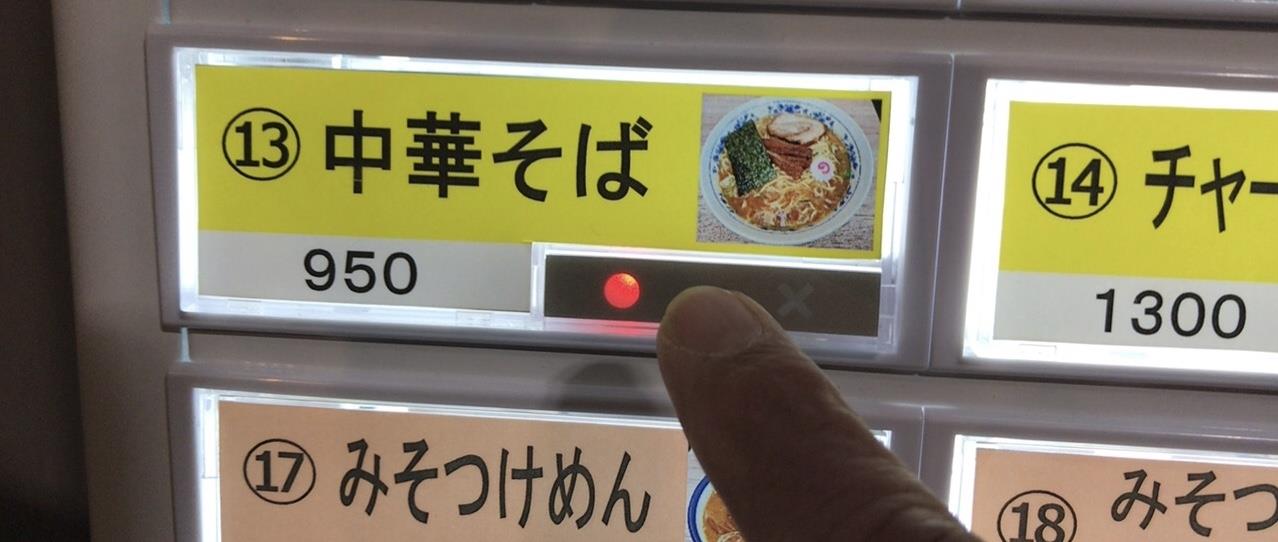 ⑬ 中華そば
950
×
⑭ チャー
1300
⑰ みそつけめん
⑱ みそつ